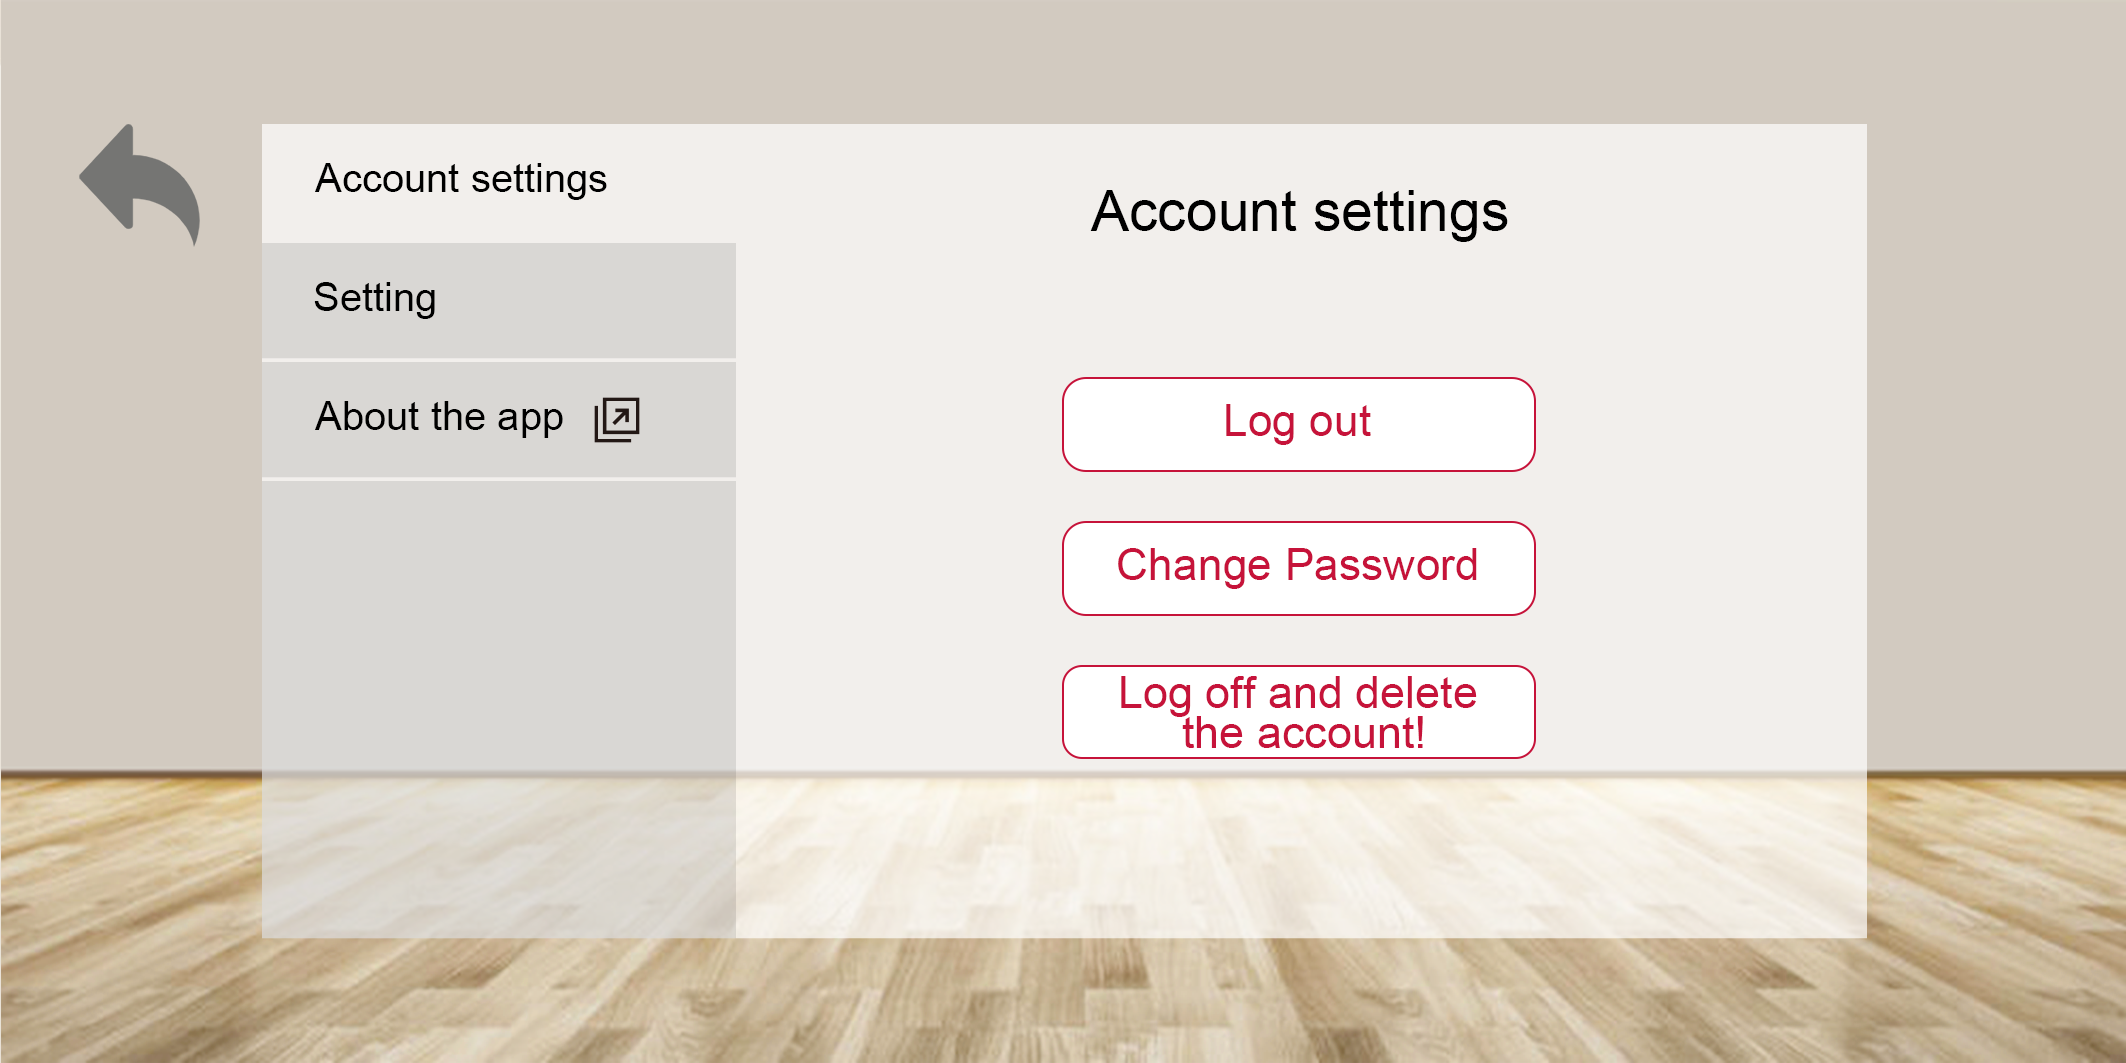 Account settings
Setting
About the app
Account settings
Log out
Change Password
Log off and delete
the account!